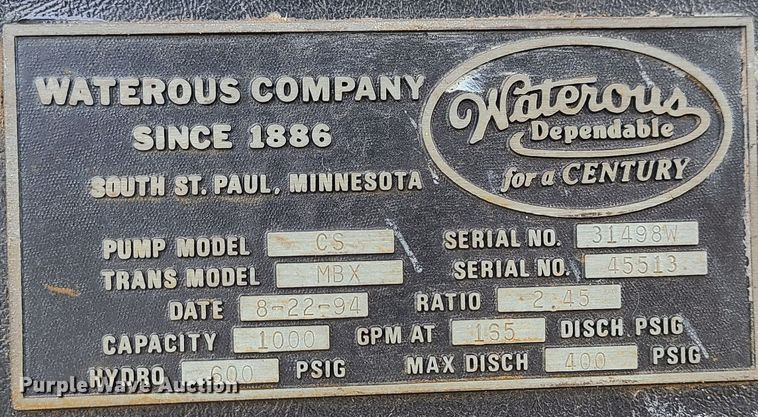 WATEROUS COMPANY
SINCE 1886
SOUTH ST. PAUL, MINNESOTA
Waterous
Dependable
for a CENTURY
PUMP MODEL CS SERIAL NO. 31498W
TRANS MODEL MBX SERIAL NO. 45513
DATE 8-22-94 RATIO 2.45
CAPACITY 1000 GPM AT 165 DISCH PSIG
HYDRO 600 PSIG MAX DISCH 400 PSIG
Purple Wave Auction